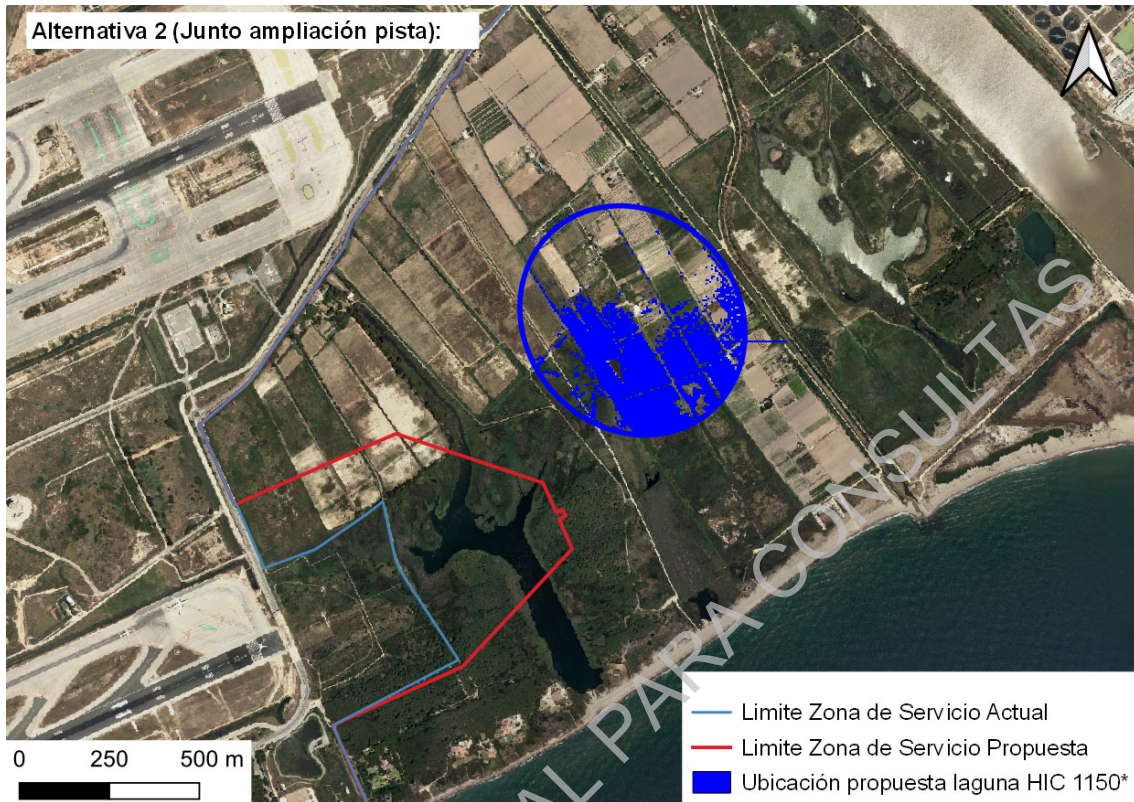 Alternativa 2 (Junto ampliación pista):
AL PARA CONSULTAS
0 250 500 m
Limite Zona de Servicio Actual
Limite Zona de Servicio Propuesta
Ubicación propuesta laguna HIC 1150*